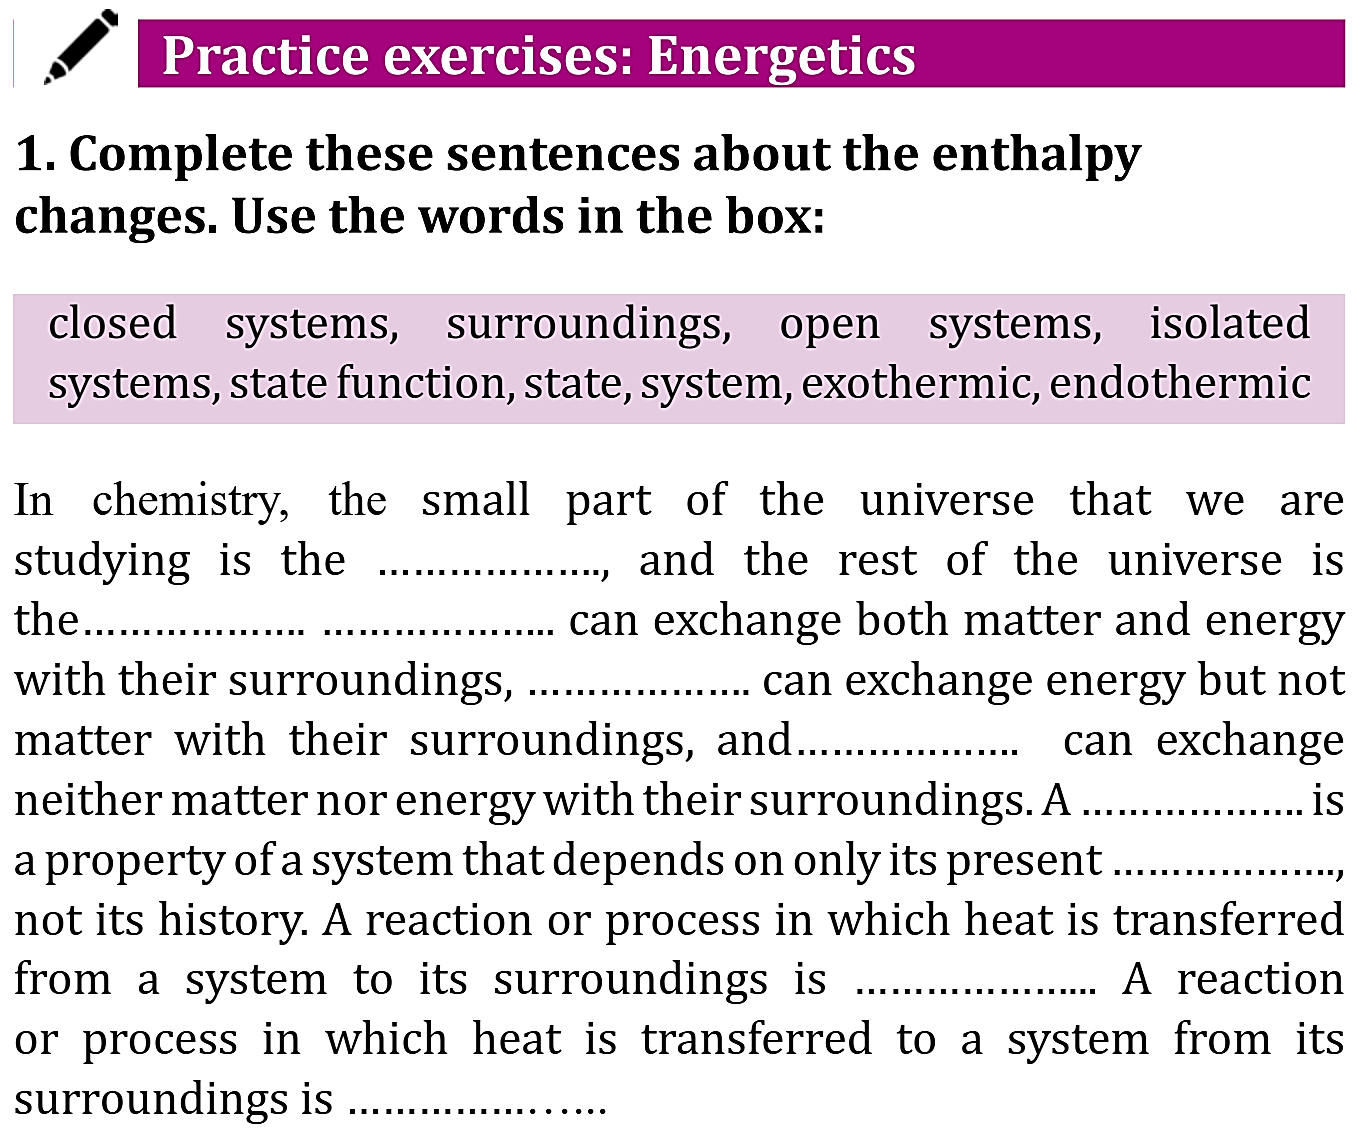 Practice exercises: Energetics
1. Complete these sentences about the enthalpy
changes. Use the words in the box:
closed systems, surroundings, open systems, isolated
systems, state function, state, system, exothermic, endothermic
In chemistry, the small part of the universe that we are
studying is the ………………., and the rest of the universe is
the………………. ……………….. can exchange both matter and energy
with their surroundings, ………………. can exchange energy but not
matter with their surroundings, and………………. can exchange
neither matter nor energy with their surroundings. A ………………. is
a property of a system that depends on only its present ……………….,
not its history. A reaction or process in which heat is transferred
from a system to its surroundings is ………………... A reaction
or process in which heat is transferred to a system from its
surroundings is …………………...